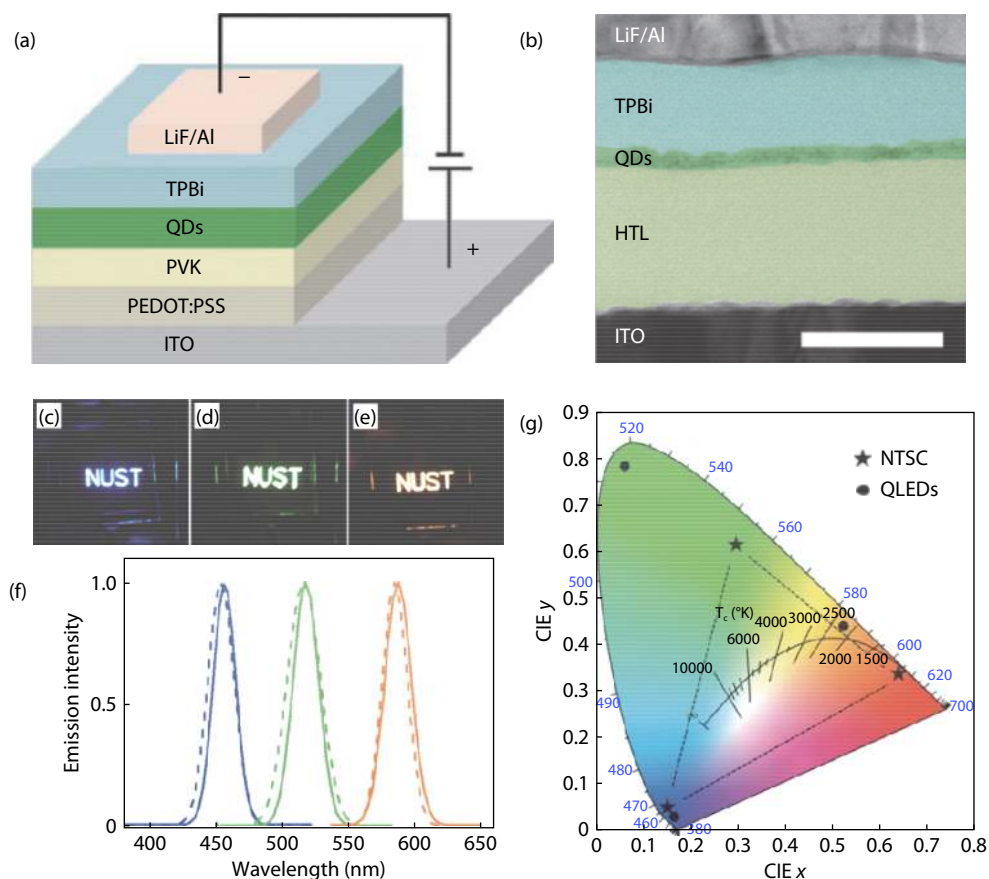 (a)
−
LiF/Al
TPBi
QDs
PVK
PEDOT:PSS
ITO
+
(b)
LiF/Al
TPBi
QDs
HTL
ITO
(c)
NUST
(d)
NUST
(e)
NUST
(f)
Emission intensity
1.0
0.5
0
400 450 500 550 600 650
Wavelength (nm)
(g)
CIE y
0.9
0.8
0.7
0.6
0.5
0.4
0.3
0.2
0.1
0
0 0.1 0.2 0.3 0.4 0.5 0.6 0.7 0.8
CIE x
NTSC
QLEDs
520
540
560
580
600
620
700
500
490
480
470
460
380
Tc (°K)
10000
6000
4000
3000
2500
2000
1500